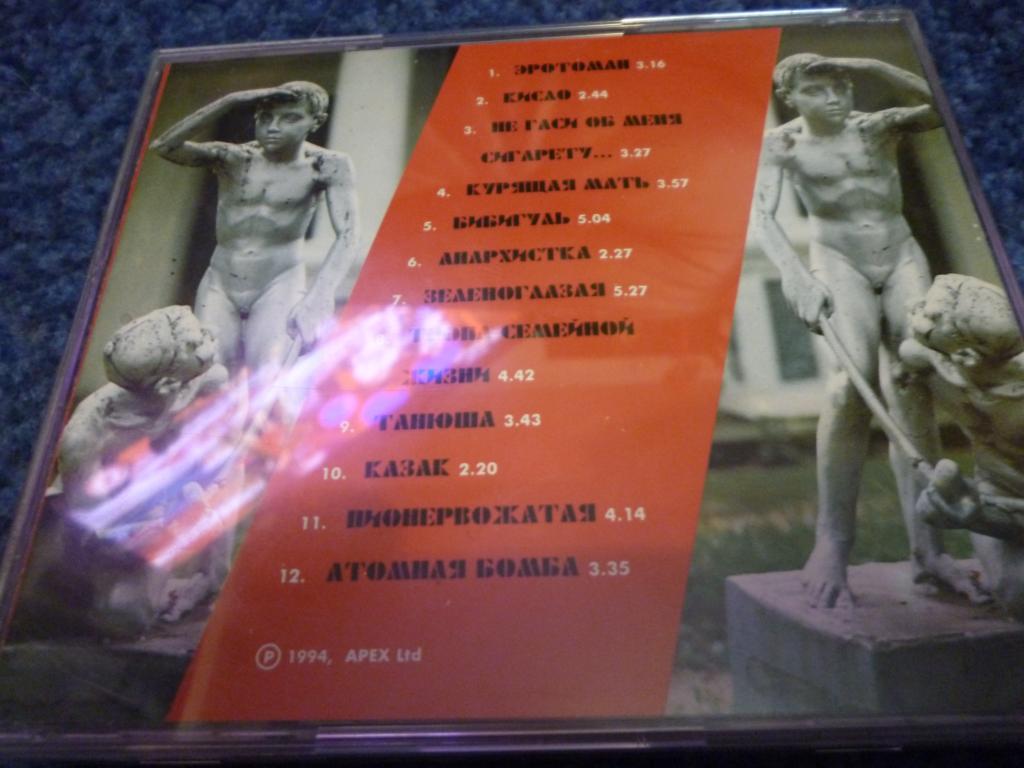 1. ЭРОТОМАН 3.16
2. КИСЛО 2.44
3. НЕ ГАСИ ОБ МЕНЯ
СИГАРЕТУ... 3.27
4. КУРЯЩАЯ МАТЬ 3.57
5. БИБИГУЛЬ 5.04
6. АНАРХИСТКА 2.27
7. ЗЕЛЕНОГЛАЗАЯ 5.27
СЕМЕЙНОЙ
ЖИЗНИ 4.42
9. ТАНЮША 3.43
10. КАЗАК 2.20
11. ПИОНЕРВОЖАТАЯ 4.14
12. АТОМНАЯ БОМБА 3.35
℗ 1994, APEX Ltd